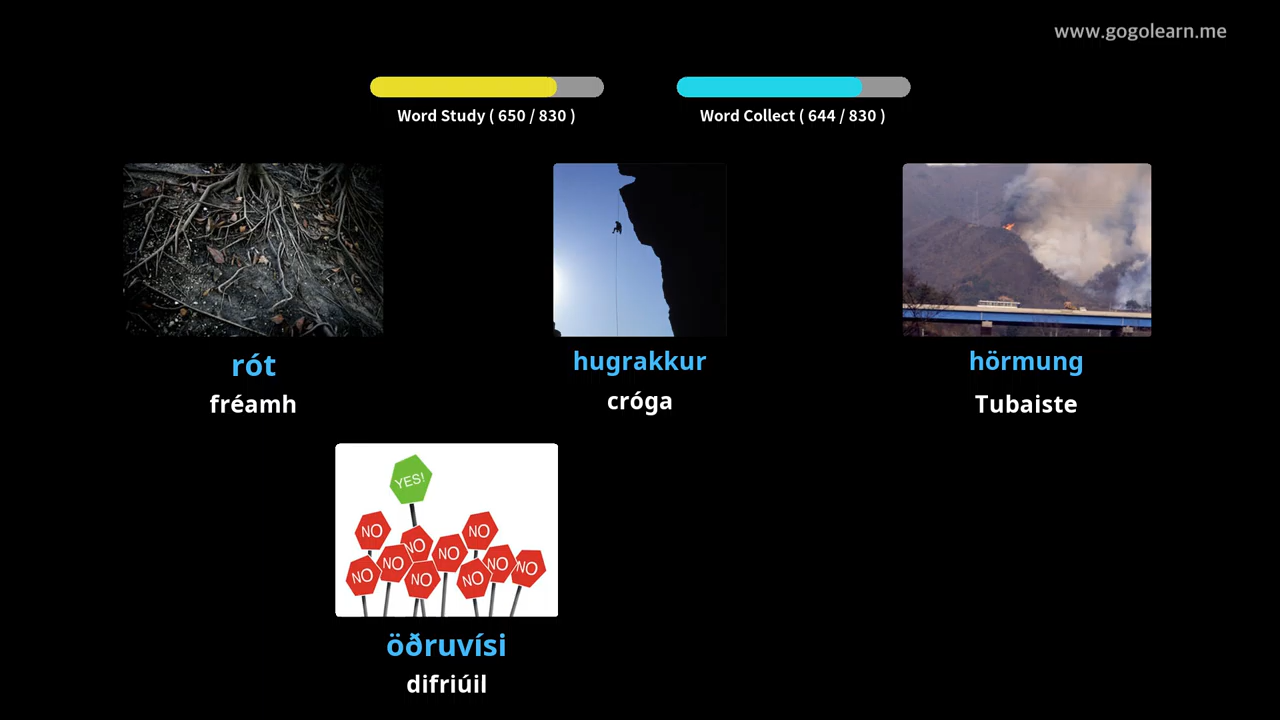 www.gogolearn.me
Word Study ( 650 / 830 )
Word Collect ( 644 / 830 )
rót
fréamh
hugrakkur
cróga
hörmung
Tubaiste
YES!
NO
NO
NO
NO
NO
NO
NO
NO
NO
NO
öðruvísi
difriúil